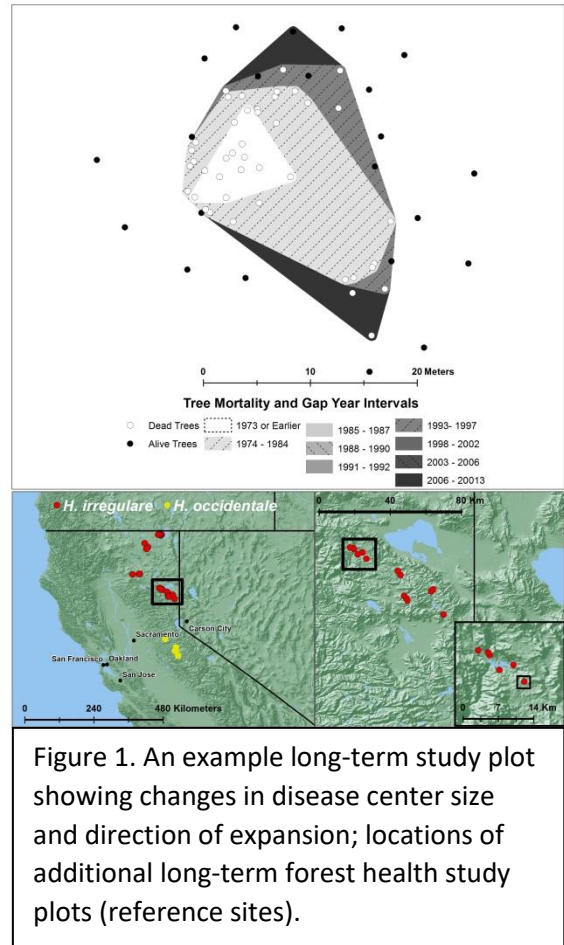 0 10 20 Meters
Tree Mortality and Gap Year Intervals
Dead Trees
Alive Trees
1973 or Earlier
1974 - 1984
1985 - 1987
1988 - 1990
1991 - 1992
1993- 1997
1998 - 2002
2003 - 2006
2006 - 20013
H. irregulare H. occidentale
Carson City
Sacramento
San Francisco
Oakland
San Jose
0 240 480 Kilometers
0 40 80 Km
0 7 14 Km
Figure 1. An example long-term study plot
showing changes in disease center size
and direction of expansion; locations of
additional long-term forest health study
plots (reference sites).